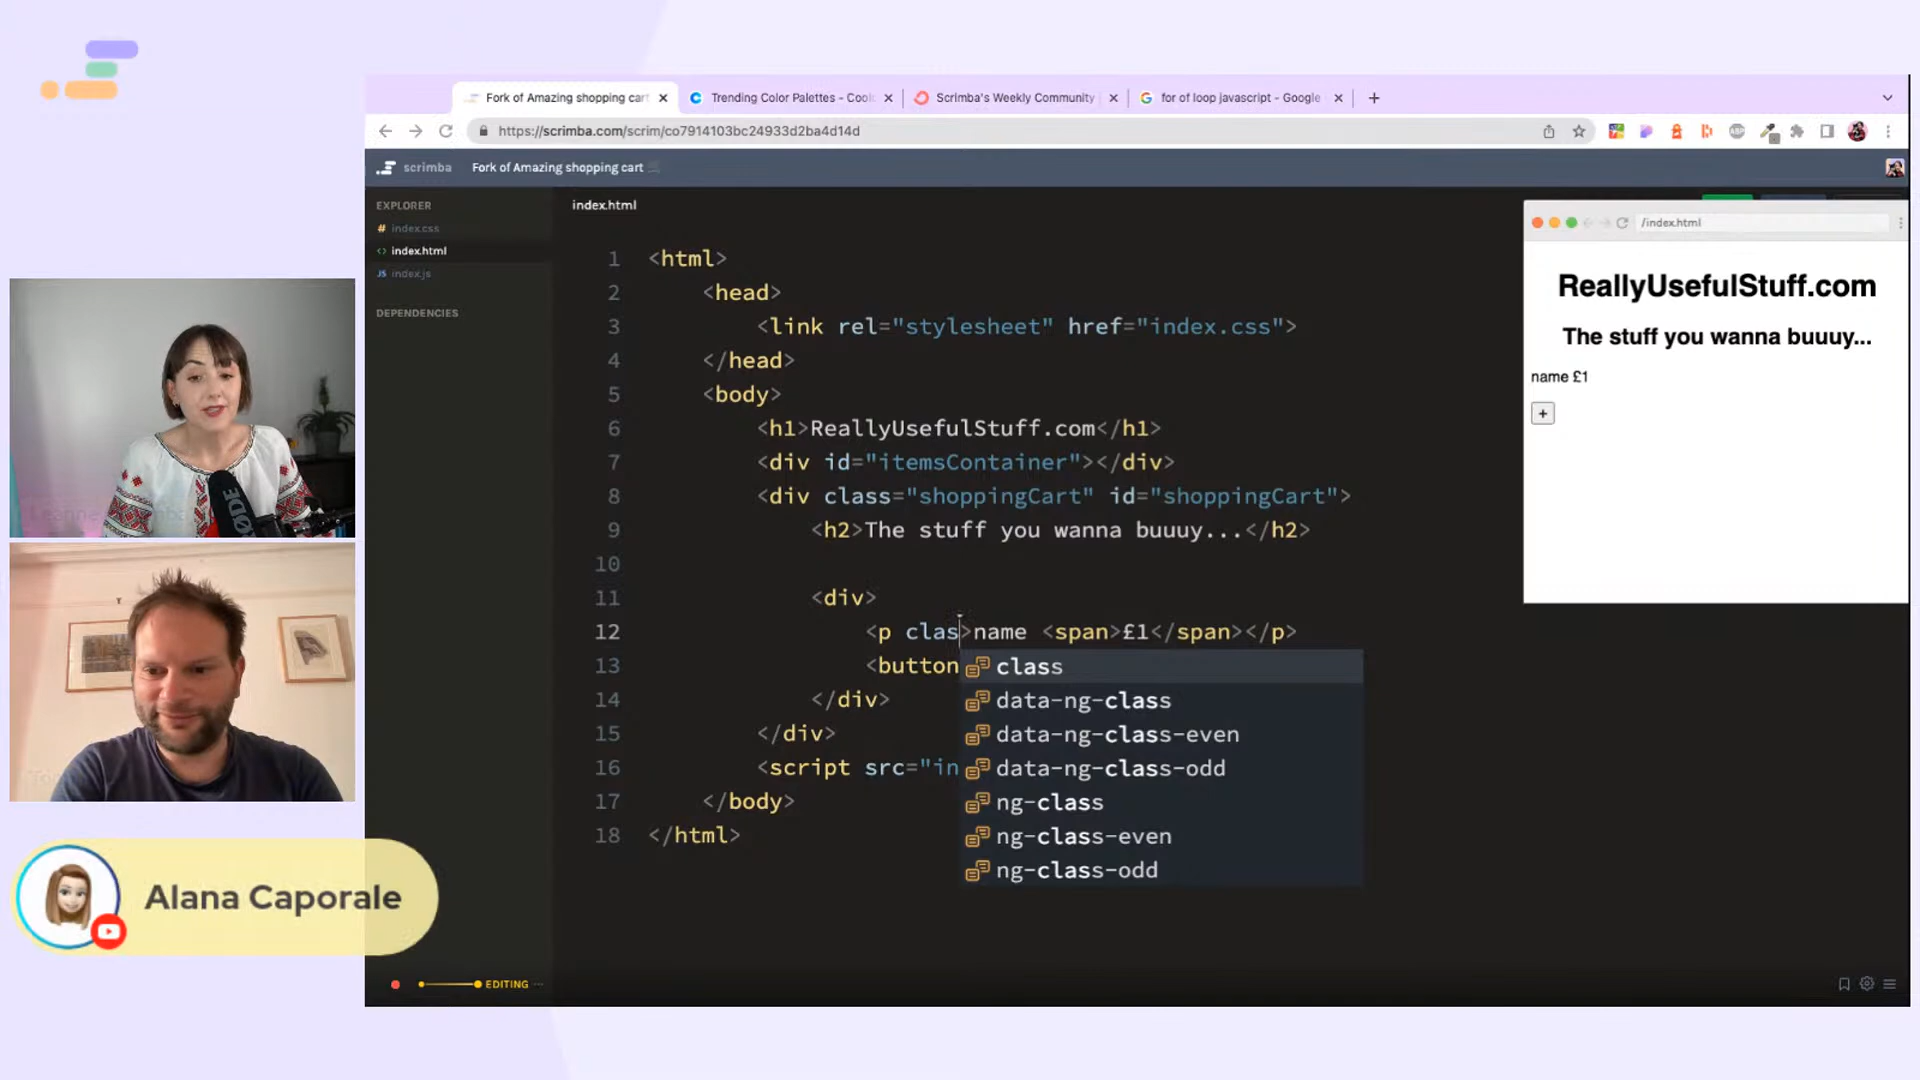 Fork of Amazing shopping cart
Trending Color Palettes - Cook
Scrimba's Weekly Community
for of loop javascript - Google
https://scrimba.com/scrim/co7914103bc24933d2ba4d14d
ABP
scrimba
Fork of Amazing shopping cart
EXPLORER
# index.css
<> index.html
JS index.js
DEPENDENCIES
index.html
1 <html>
2 <head>
3 <link rel="stylesheet" href="index.css">
4 </head>
5 <body>
6 <h1>ReallyUsefulStuff.com</h1>
7 <div id="itemsContainer"></div>
8 <div class="shoppingCart" id="shoppingCart">
9 <h2>The stuff you wanna buuuy...</h2>
10
11 <div>
12 <p clas>name <span>£1</span></p>
13 <button
14 </div>
15 </div>
16 <script src="in
17 </body>
18 </html>
class
data-ng-class
data-ng-class-even
data-ng-class-odd
ng-class
ng-class-even
ng-class-odd
/index.html
ReallyUsefulStuff.com
The stuff you wanna buuuy...
name £1
+
RØDE
Alana Caporale
EDITING